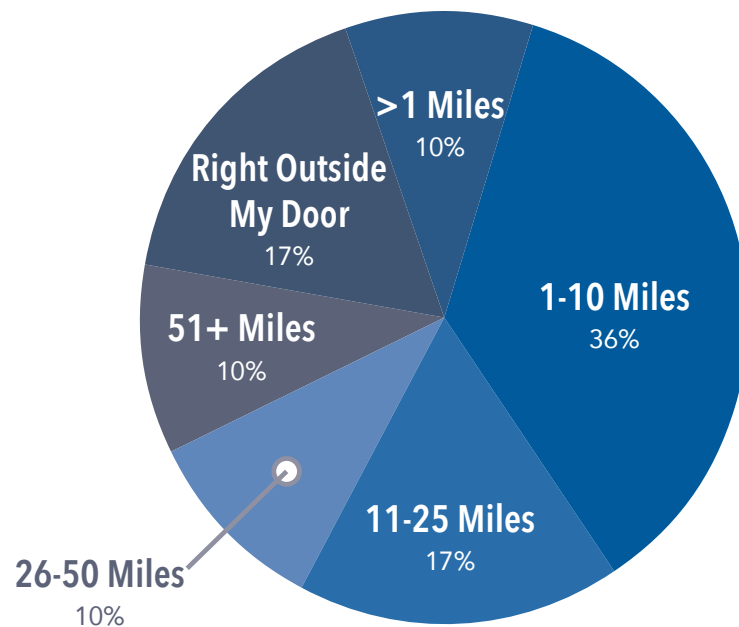 >1 Miles
10%
Right Outside
My Door
17%
1-10 Miles
36%
51+ Miles
10%
11-25 Miles
17%
26-50 Miles
10%